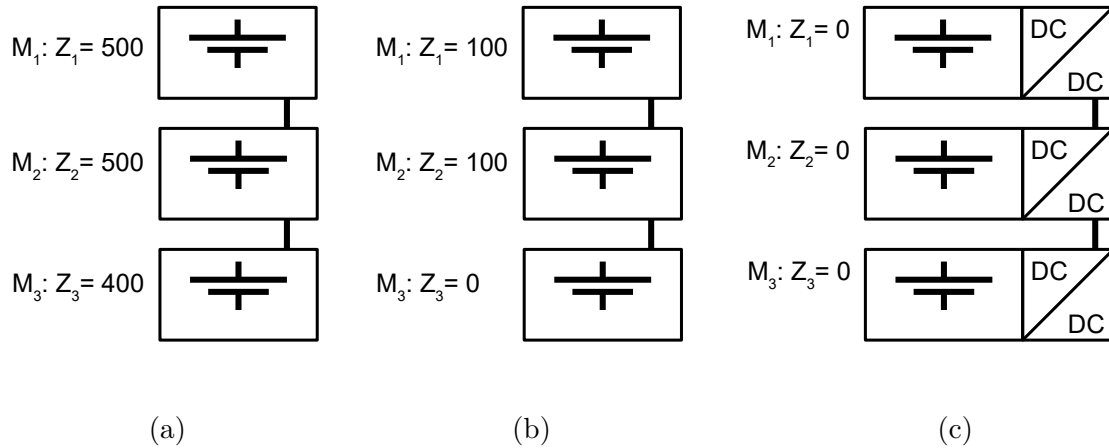 M₁: Z₁= 500
M₂: Z₂= 500
M₃: Z₃= 400
(a)
M₁: Z₁= 100
M₂: Z₂= 100
M₃: Z₃= 0
(b)
M₁: Z₁= 0
DC
DC
M₂: Z₂= 0
DC
DC
M₃: Z₃= 0
DC
DC
(c)